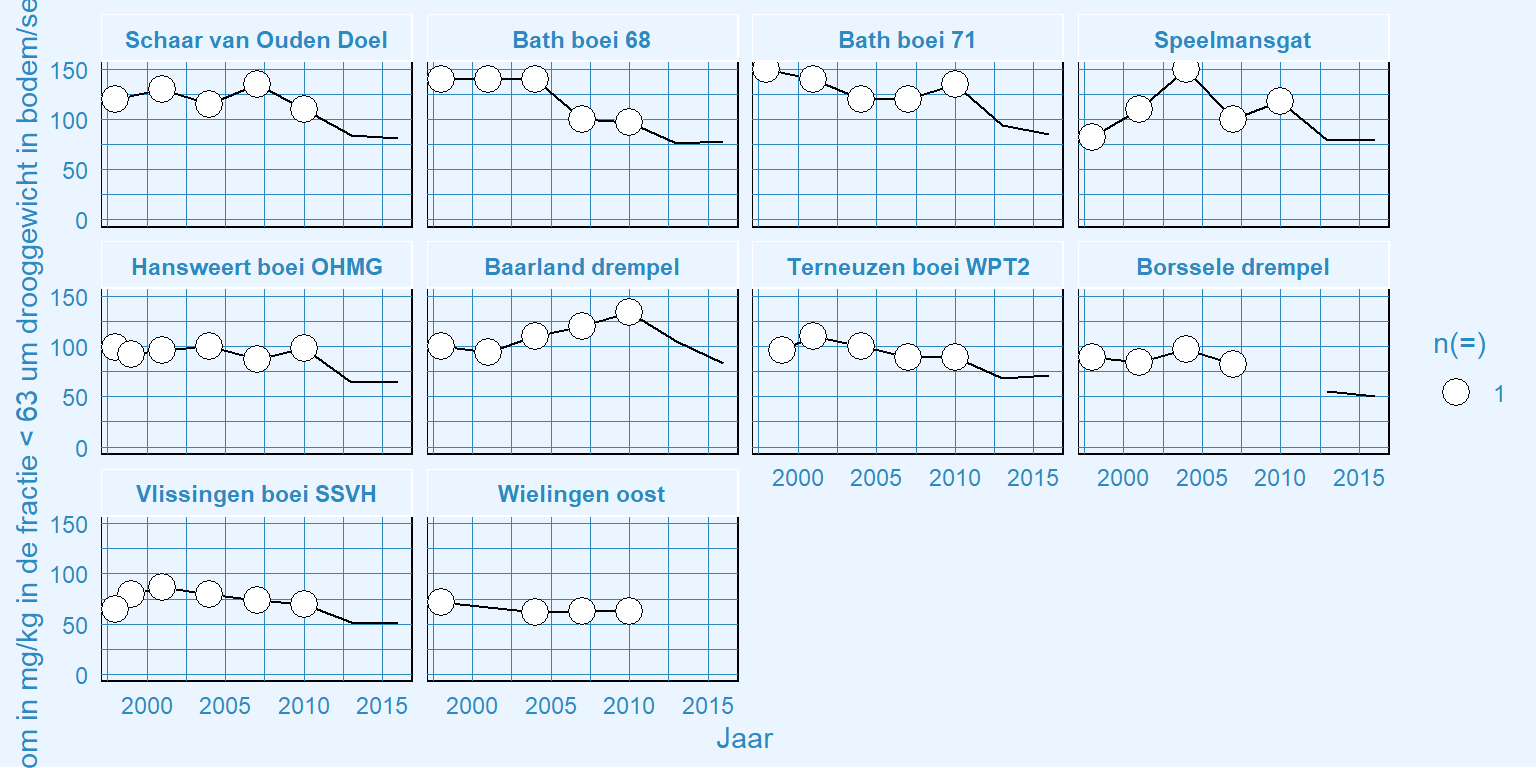 Schaar van Ouden Doel Bath boei 68 Bath boei 71 Speelmansgat
150
100
50
0
Hansweert boei OHMG Baarland drempel Terneuzen boei WPT2 Borssele drempel
150
100
50
0
2000 2005 2010 2015 2000 2005 2010 2015
Vlissingen boei SSVH Wielingen oost
150
100
50
0
2000 2005 2010 2015 2000 2005 2010 2015
Jaar
in mg/kg in de fractie < 63 um drooggewicht in
n(=)
1